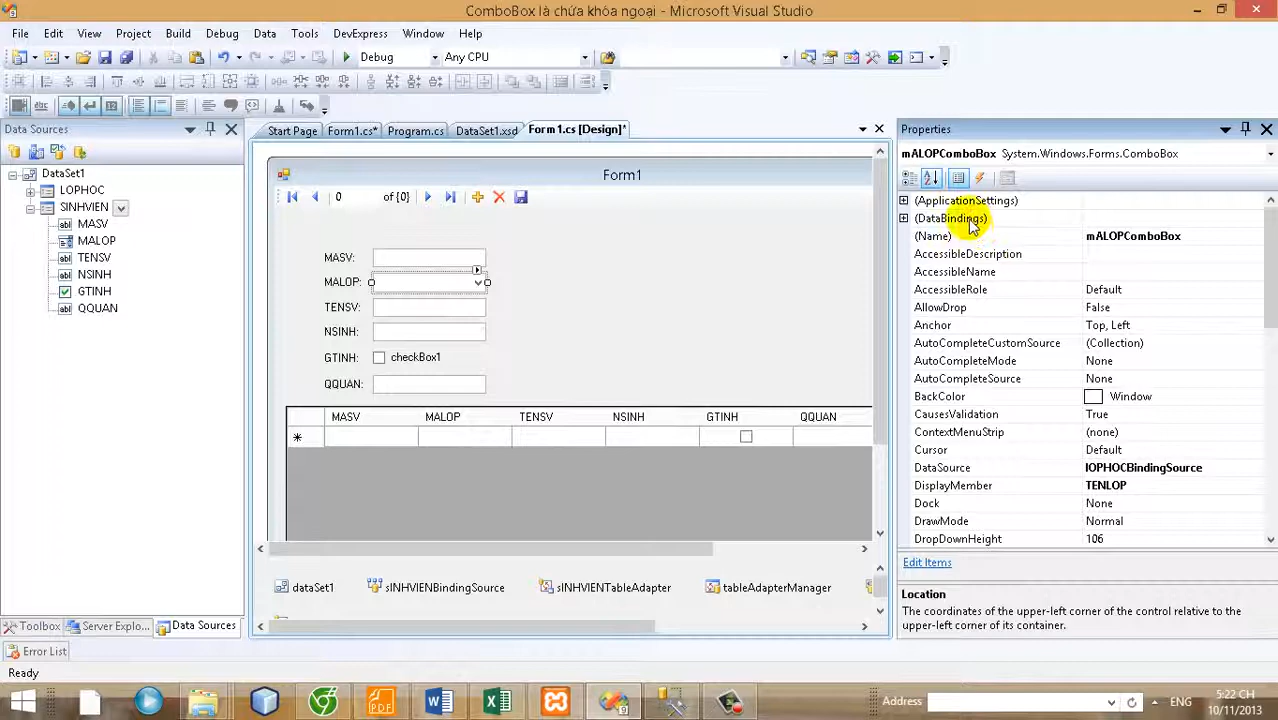 ComboBox là chứa khóa ngoại - Microsoft Visual Studio
File Edit View Project Build Debug Data Tools DevExpress Window Help
Debug Any CPU
Data Sources
Start Page Form1.cs* Program.cs DataSet1.xsd Form1.cs [Design]*
Properties
mALOPComboBox System.Windows.Forms.ComboBox
DataSet1
LOPHOC
SINHVIEN
MASV
MALOP
TENSV
NSINH
GTINH
QQUAN
Form1
0 of {0}
MASV:
MALOP:
TENSV:
NSINH:
GTINH: checkBox1
QQUAN:
MASV MALOP TENSV NSINH GTINH QQUAN
dataSet1 sINHVIENBindingSource sINHVIENTableAdapter tableAdapterManager
(ApplicationSettings)
(DataBindings)
(Name) mALOPComboBox
AccessibleDescription
AccessibleName
AccessibleRole Default
AllowDrop False
Anchor Top, Left
AutoCompleteCustomSource (Collection)
AutoCompleteMode None
AutoCompleteSource None
BackColor Window
CausesValidation True
ContextMenuStrip (none)
Cursor Default
DataSource lOPHOCBindingSource
DisplayMember TENLOP
Dock None
DrawMode Normal
DropDownHeight 106
Edit Items
Location
The coordinates of the upper-left corner of the control relative to the
upper-left corner of its container.
Toolbox Server Explo... Data Sources
Error List
Ready
Address
ENG
5:22 CH
10/11/2013